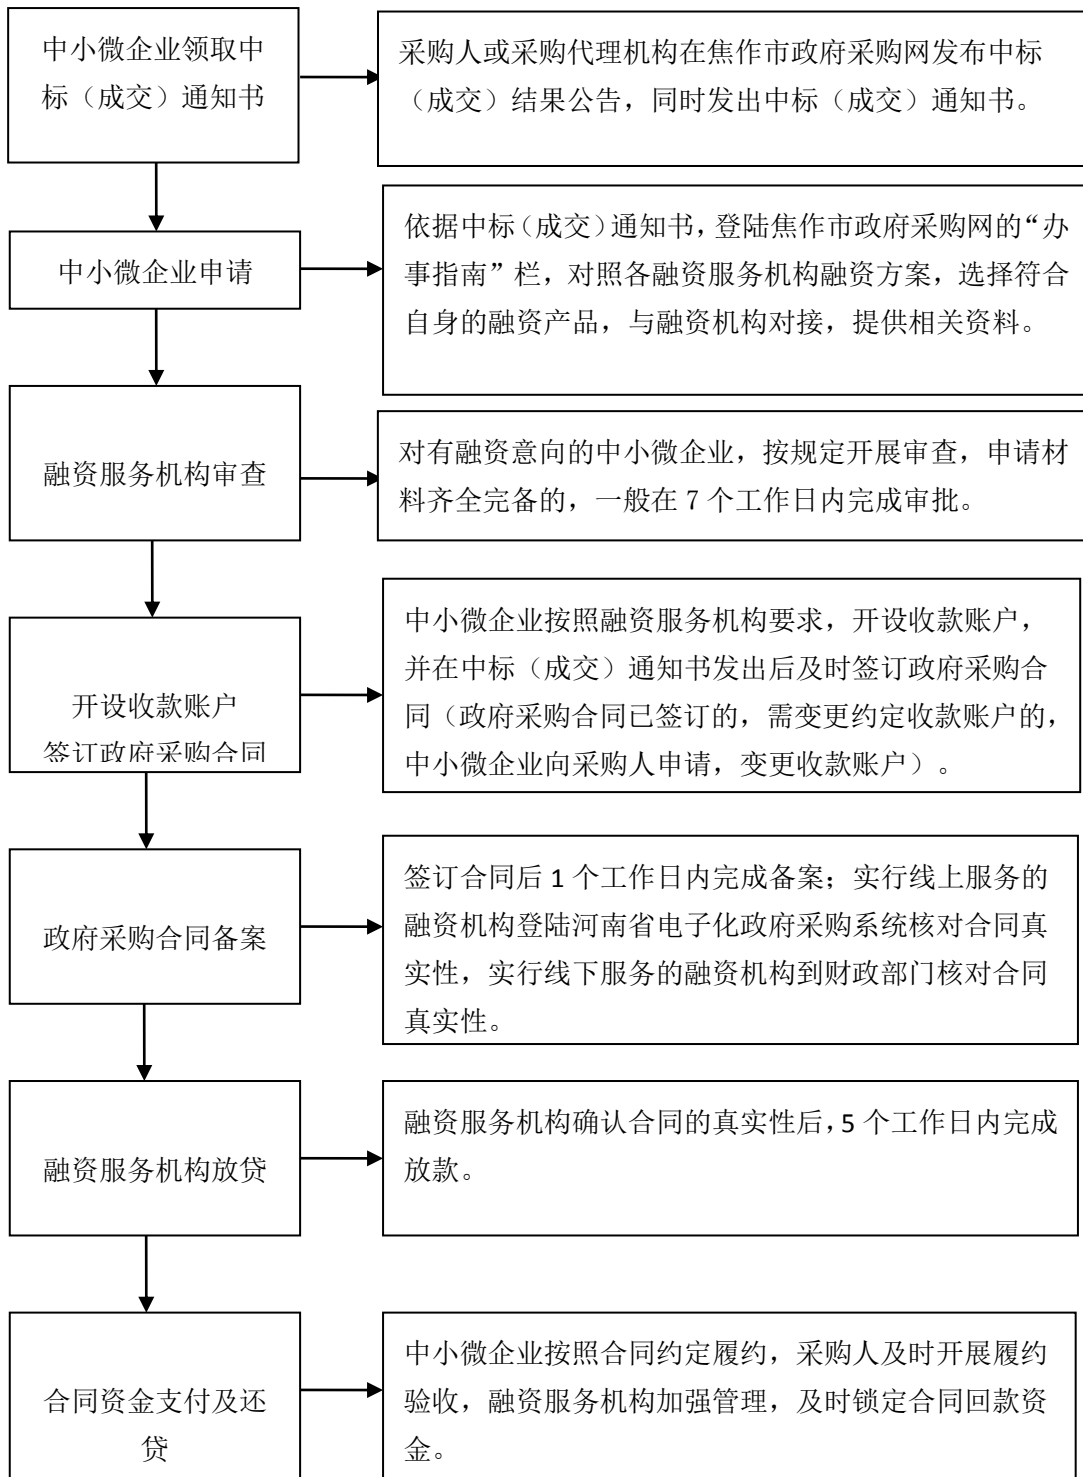 中小微企业领取中
标（成交）通知书
采购人或采购代理机构在焦作市政府采购网发布中标
（成交）结果公告，同时发出中标（成交）通知书。
中小微企业申请
依据中标（成交）通知书，登陆焦作市政府采购网的“办
事指南”栏，对照各融资服务机构融资方案，选择符合
自身的融资产品，与融资机构对接，提供相关资料。
融资服务机构审查
对有融资意向的中小微企业，按规定开展审查，申请材
料齐全完备的，一般在 7 个工作日内完成审批。
开设收款账户
签订政府采购合同
中小微企业按照融资服务机构要求，开设收款账户，
并在中标（成交）通知书发出后及时签订政府采购合
同（政府采购合同已签订的，需变更约定收款账户的，
中小微企业向采购人申请，变更收款账户）。
政府采购合同备案
签订合同后 1 个工作日内完成备案；实行线上服务的
融资机构登陆河南省电子化政府采购系统核对合同真
实性，实行线下服务的融资机构到财政部门核对合同
真实性。
融资服务机构放贷
融资服务机构确认合同的真实性后，5 个工作日内完成
放款。
合同资金支付及还
贷
中小微企业按照合同约定履约，采购人及时开展履约
验收，融资服务机构加强管理，及时锁定合同回款资
金。